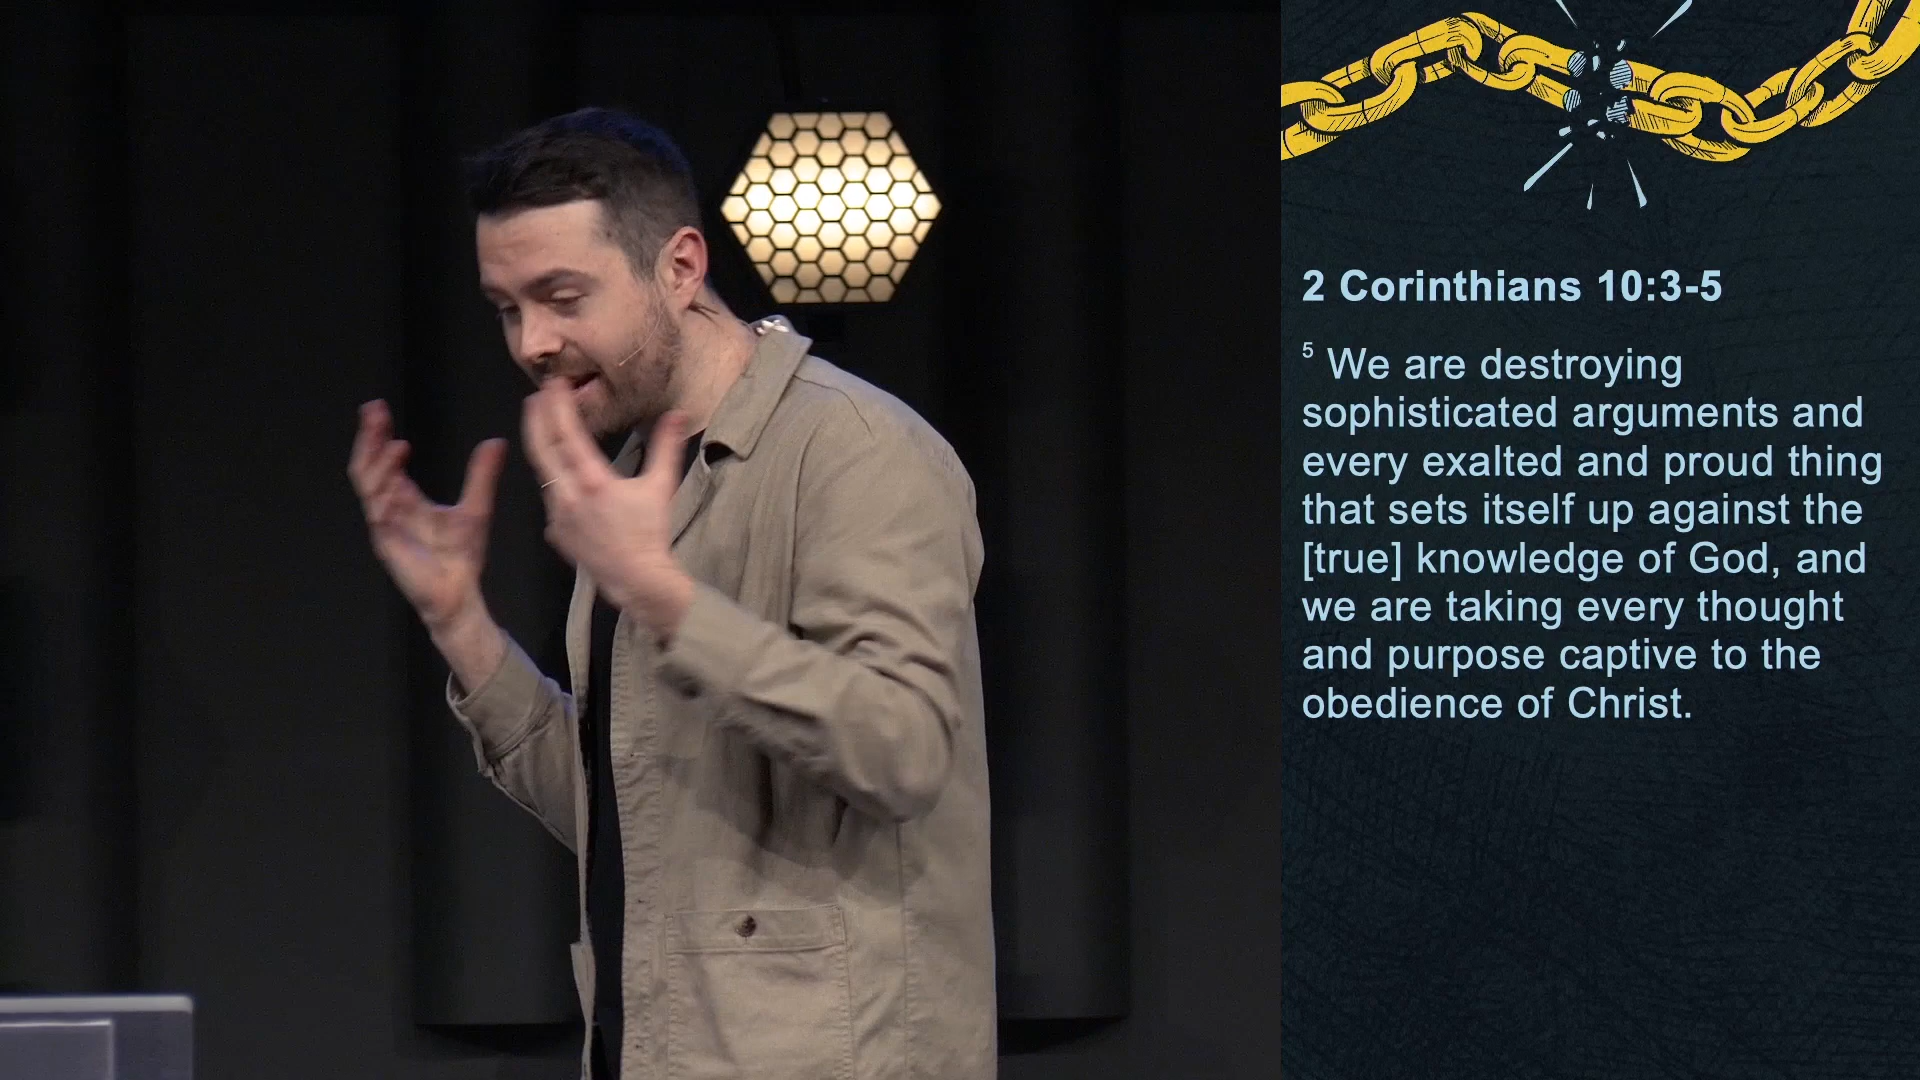 2 Corinthians 10:3-5
5 We are destroying
sophisticated arguments and
every exalted and proud thing
that sets itself up against the
[true] knowledge of God, and
we are taking every thought
and purpose captive to the
obedience of Christ.